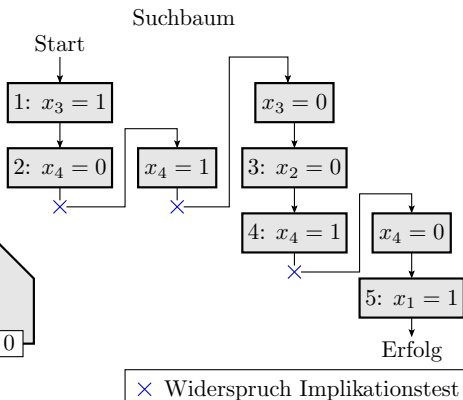 Suchbaum
Start
1: x₃ = 1
x₃ = 0
2: x₄ = 0
x₄ = 1
3: x₂ = 0
4: x₄ = 1
x₄ = 0
5: x₁ = 1
0
Erfolg
× Widerspruch Implikationstest